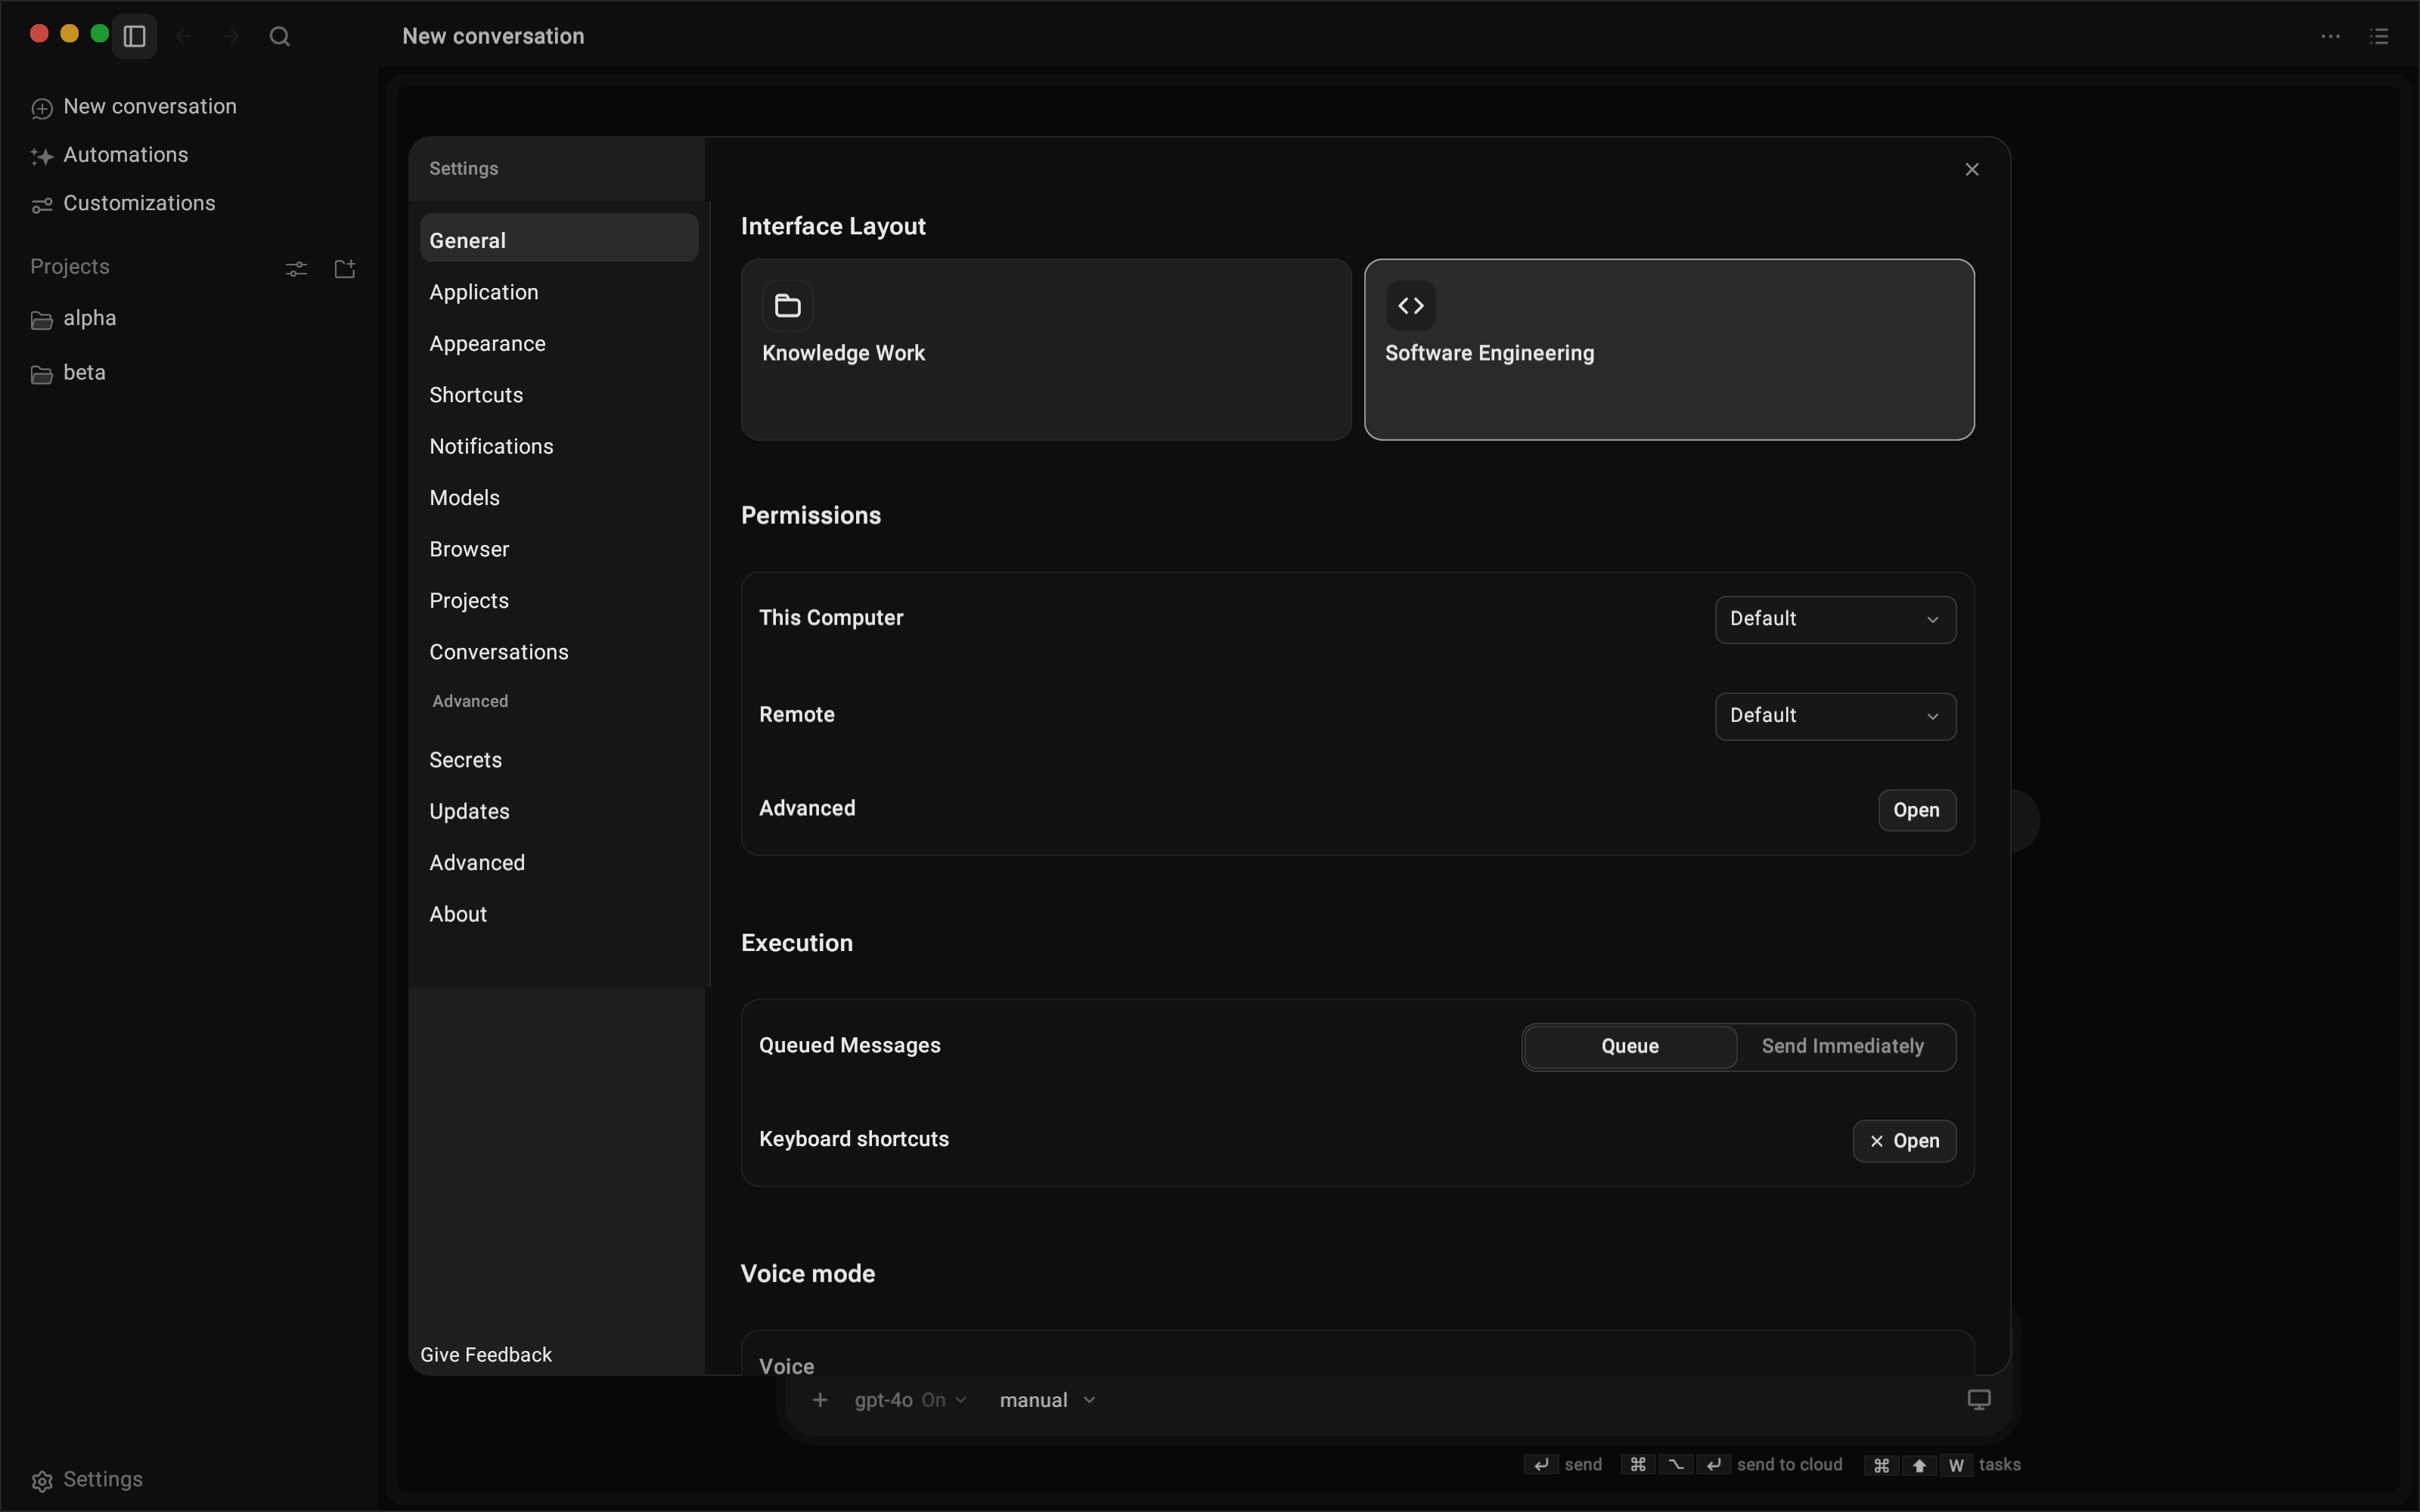 New conversation
New conversation
Automations
Customizations
Projects
alpha
beta
Settings
Settings
General
Application
Appearance
Shortcuts
Notifications
Models
Browser
Projects
Conversations
Advanced
Secrets
Updates
Advanced
About
Give Feedback
Interface Layout
Knowledge Work
Software Engineering
Permissions
This Computer
Default
Remote
Default
Advanced
Open
Execution
Queued Messages
Queue
Send Immediately
Keyboard shortcuts
Open
Voice mode
Voice
gpt-4o On
manual
send
⌘ ⌥ send to cloud
⌘ W tasks